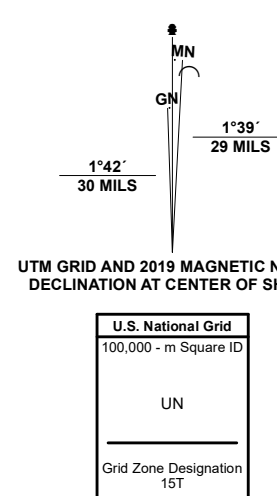 MN
GN
1°39´
29 MILS
1°42´
30 MILS
UTM GRID AND 2019 MAGNETIC N
DECLINATION AT CENTER OF SH
U.S. National Grid
100,000 - m Square ID
UN
Grid Zone Designation
15T